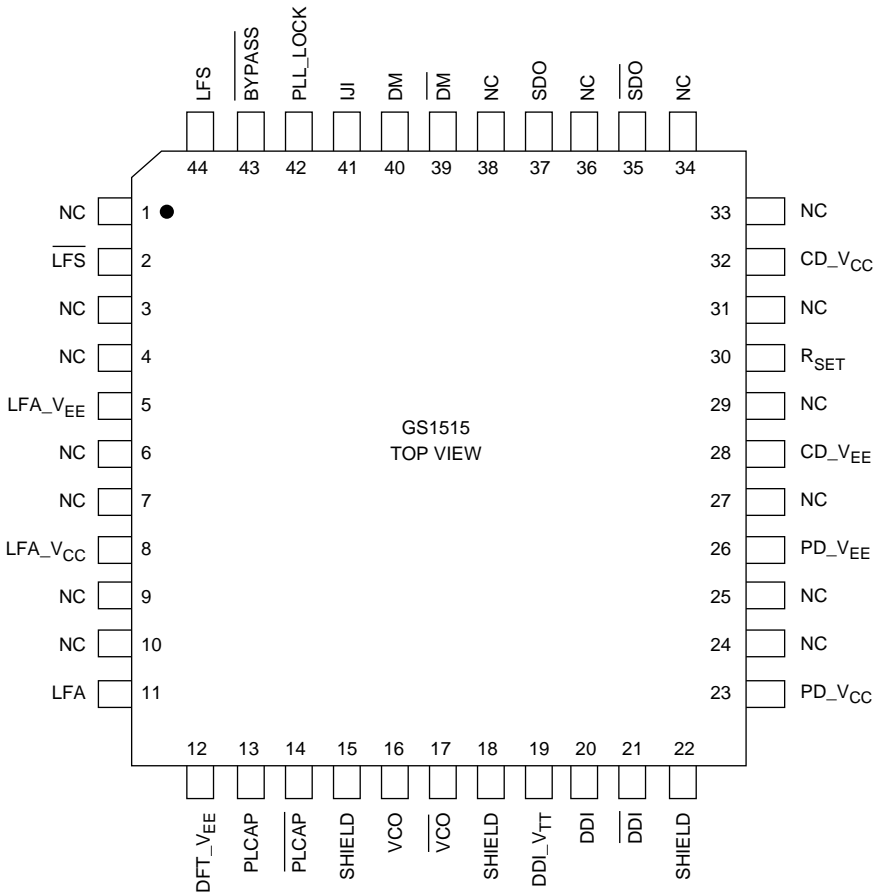 LFS
BYPASS
PLL_LOCK
IJI
DM
DM
NC
SDO
NC
SDO
NC
44 43 42 41 40 39 38 37 36 35 34
NC 1 33 NC
LFS 2 32 CD_VCC
NC 3 31 NC
NC 4 30 RSET
LFA_VEE 5 29 NC
GS1515
TOP VIEW
NC 6 28 CD_VEE
NC 7 27 NC
LFA_VCC 8 26 PD_VEE
NC 9 25 NC
NC 10 24 NC
LFA 11 23 PD_VCC
12 13 14 15 16 17 18 19 20 21 22
DFT_VEE
PLCAP
PLCAP
SHIELD
VCO
VCO
SHIELD
DDI_VTT
DDI
DDI
SHIELD